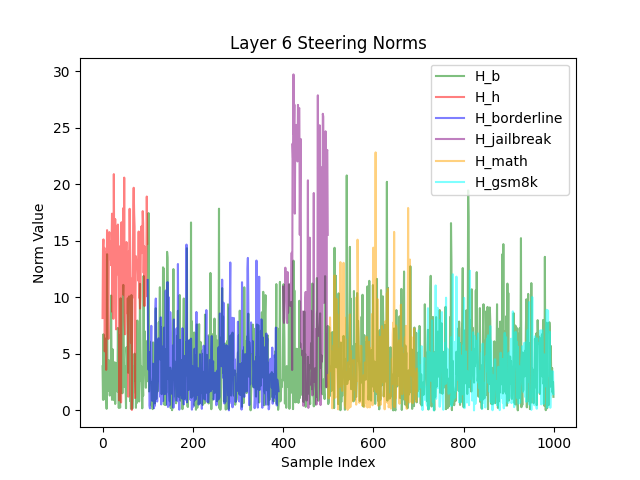 Layer 6 Steering Norms
H_b
H_h
H_borderline
H_jailbreak
H_math
H_gsm8k
Norm Value
30
25
20
15
10
5
0
0 200 400 600 800 1000
Sample Index